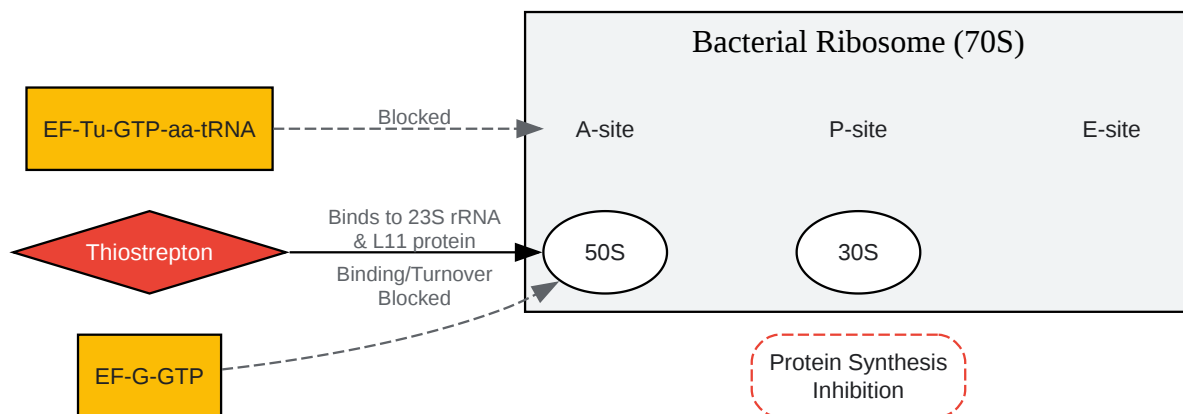 Bacterial Ribosome (70S)
EF-Tu-GTP-aa-tRNA
Blocked
A-site
P-site
E-site
Thiostrepton
Binds to 23S rRNA
& L11 protein
50S
30S
Binding/Turnover
Blocked
EF-G-GTP
Protein Synthesis
Inhibition